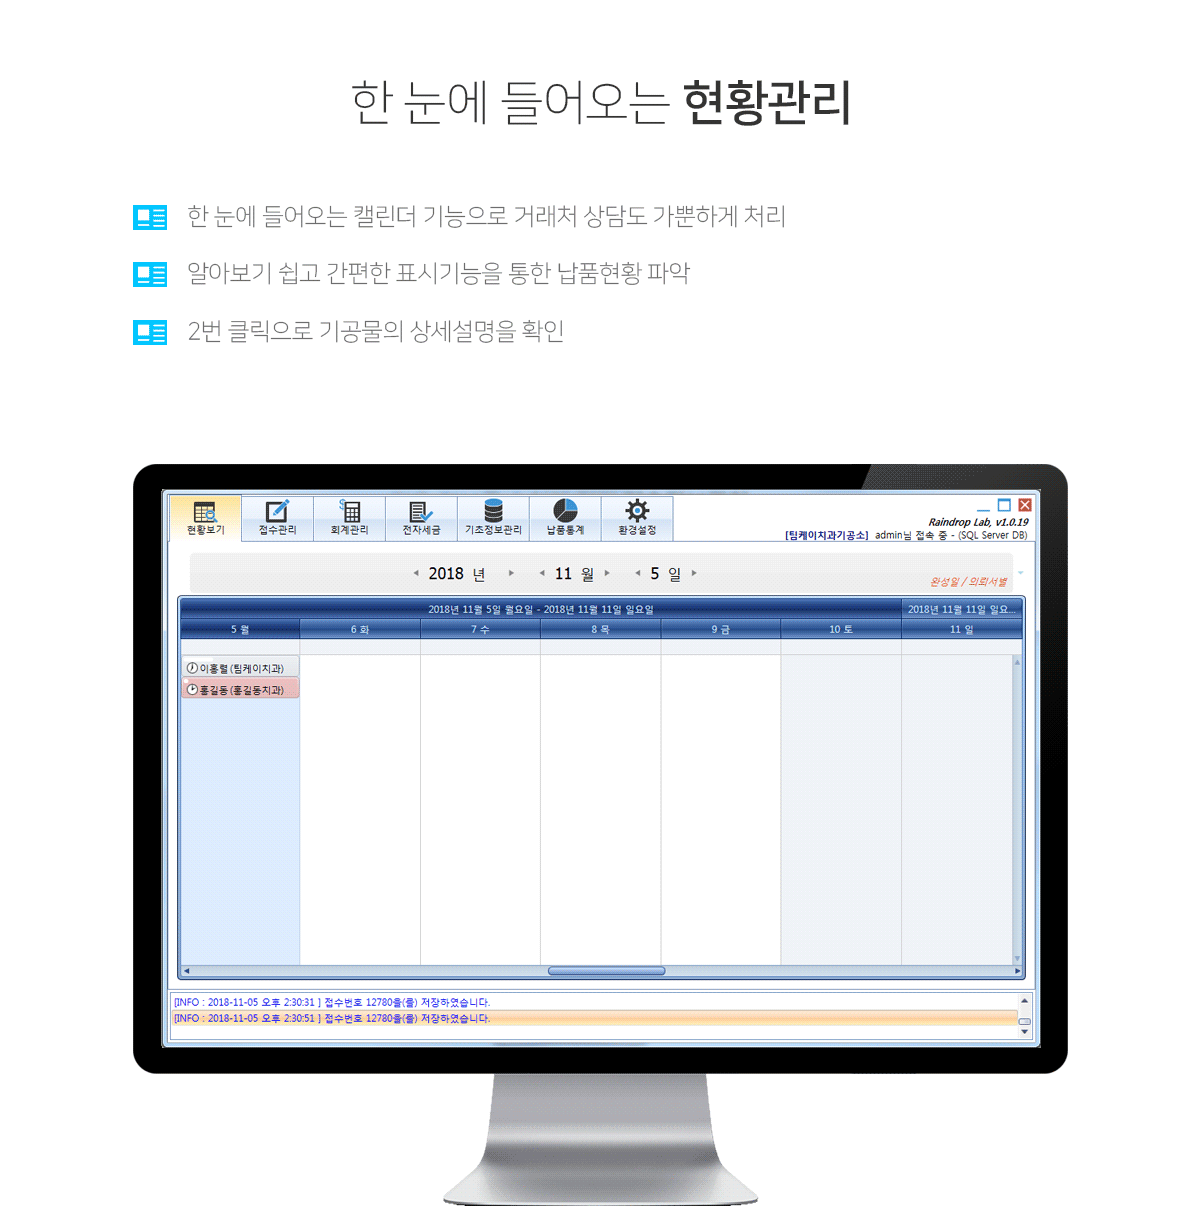 한 눈에 들어오는 현황관리
한 눈에 들어오는 캘린더 기능으로 거래처 상담도 가뿐하게 처리
알아보기 쉽고 간편한 표시기능을 통한 납품현황 파악
2번 클릭으로 기공물의 상세설명을 확인
현황보기 접수관리 회계관리 전자세금 기초정보관리 납품통계 환경설정
Raindrop Lab, v1.0.19
[팀케이치과기공소] admin님 접속 중 - (SQL Server DB)
2018 년 11 월 5 일
완성일 / 의뢰서별
2018년 11월 5일 월요일 - 2018년 11월 11일 일요일 2018년 11월 11일 일요...
5 월 6 화 7 수 8 목 9 금 10 토 11 일
이홍렬(팀케이치과)
홍길동(홍길동치과)
[INFO : 2018-11-05 오후 2:30:31 ] 접수번호 12780을(를) 저장하였습니다.
[INFO : 2018-11-05 오후 2:30:51 ] 접수번호 12780을(를) 저장하였습니다.